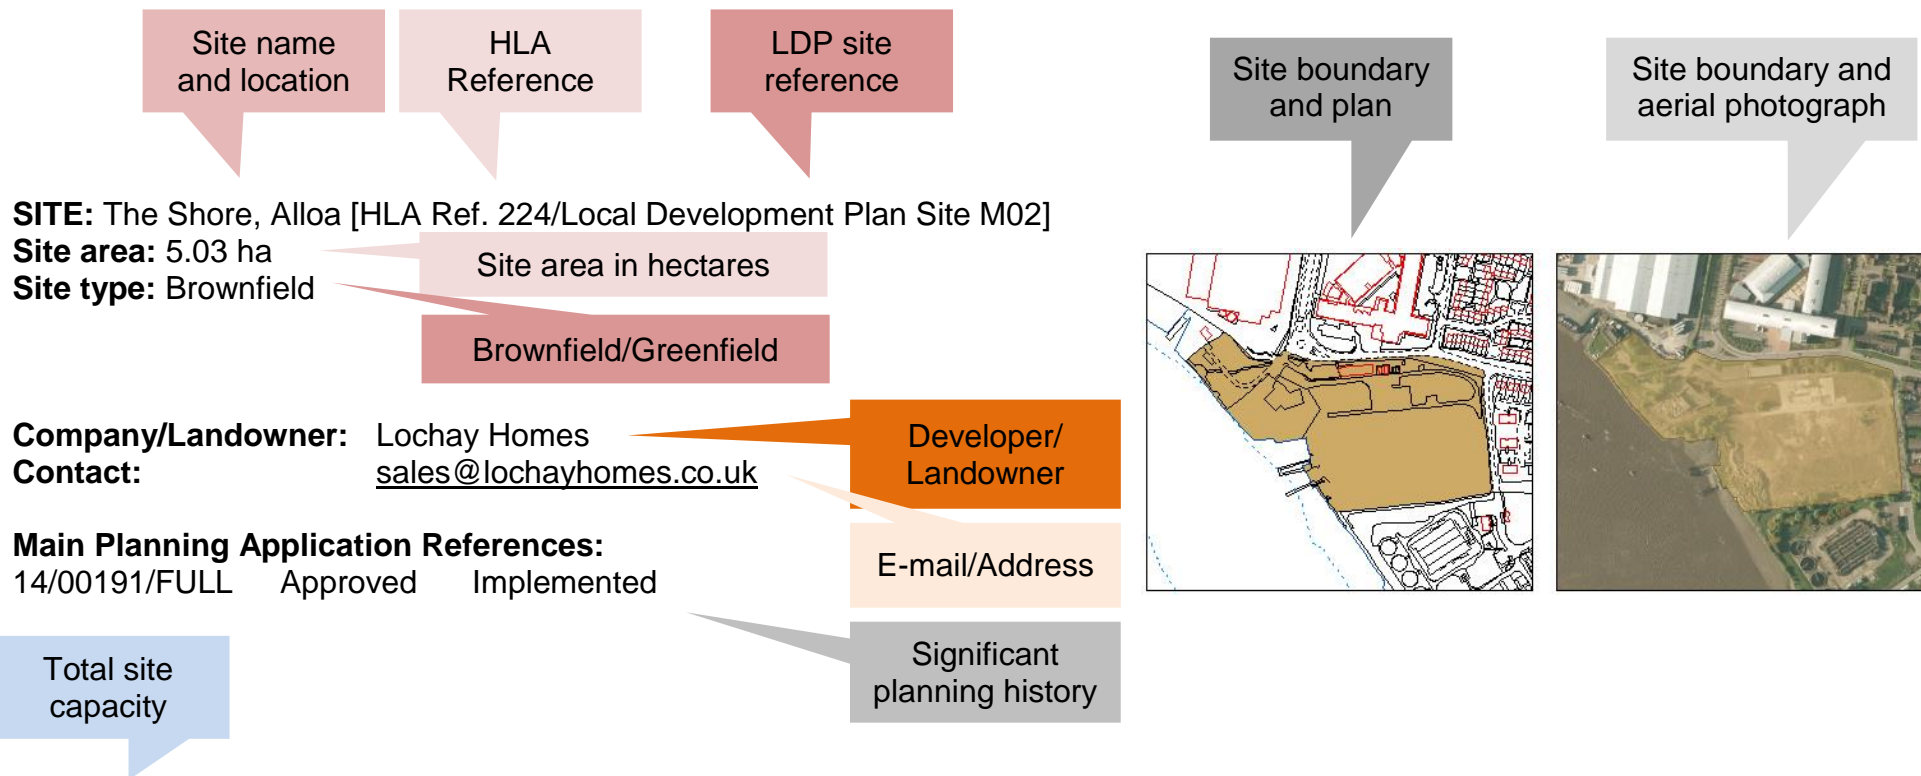 Site name
and location
HLA
Reference
LDP site
reference
Site boundary
and plan
Site boundary and
aerial photograph
SITE: The Shore, Alloa [HLA Ref. 224/Local Development Plan Site M02]
Site area: 5.03 ha
Site area in hectares
Site type: Brownfield
Brownfield/Greenfield
Company/Landowner: Lochay Homes
Contact: sales@lochayhomes.co.uk
Developer/
Landowner
Main Planning Application References:
14/00191/FULL Approved Implemented
E-mail/Address
Significant
planning history
Total site
capacity